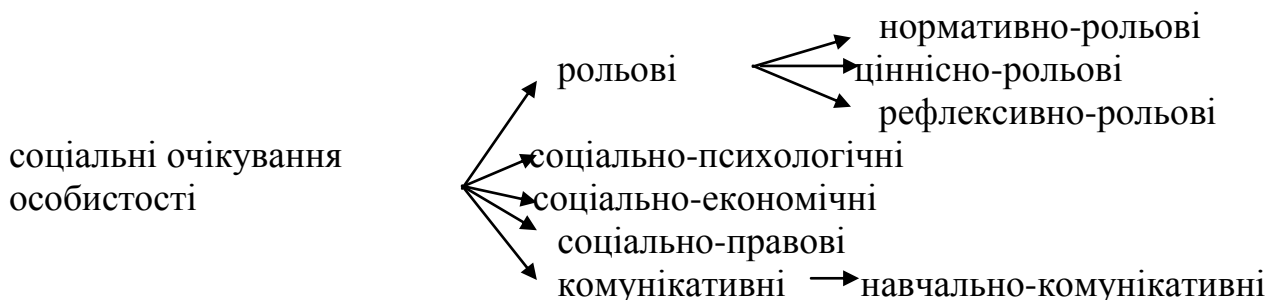 нормативно-рольові
рольові ціннісно-рольові
рефлексивно-рольові
соціальні очікування соціально-психологічні
особистості соціально-економічні
соціально-правові
комунікативні навчально-комунікативні